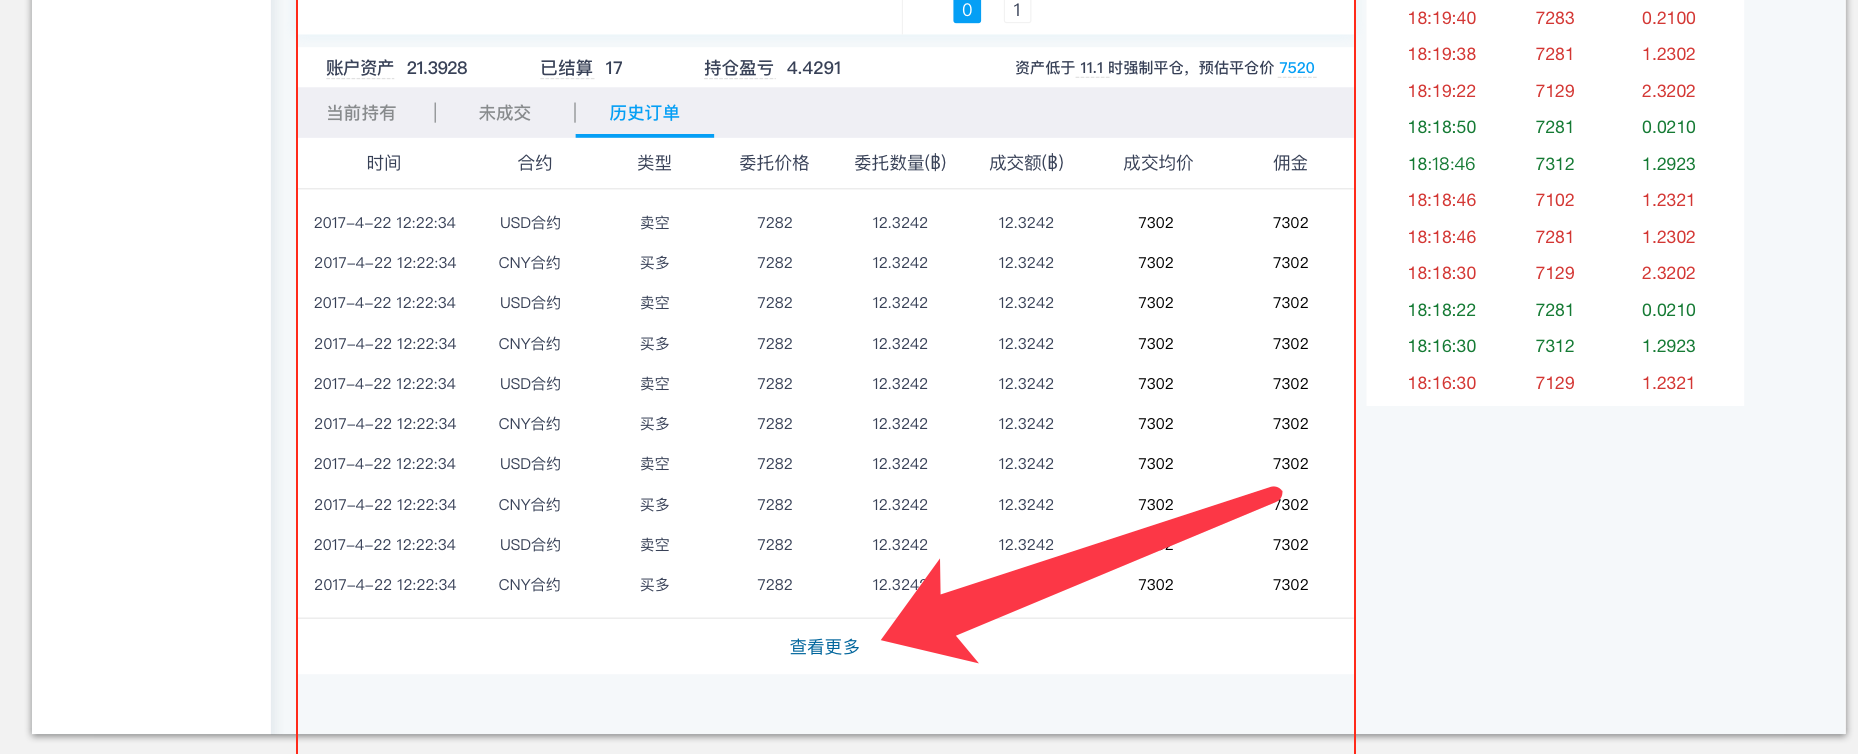 0 1
账户资产 21.3928 已结算 17 持仓盈亏 4.4291 资产低于 11.1 时强制平仓，预估平仓价 7520
当前持有 | 未成交 | 历史订单
时间 合约 类型 委托价格 委托数量(฿) 成交额(฿) 成交均价 佣金
2017-4-22 12:22:34 USD合约 卖空 7282 12.3242 12.3242 7302 7302
2017-4-22 12:22:34 CNY合约 买多 7282 12.3242 12.3242 7302 7302
2017-4-22 12:22:34 USD合约 卖空 7282 12.3242 12.3242 7302 7302
2017-4-22 12:22:34 CNY合约 买多 7282 12.3242 12.3242 7302 7302
2017-4-22 12:22:34 USD合约 卖空 7282 12.3242 12.3242 7302 7302
2017-4-22 12:22:34 CNY合约 买多 7282 12.3242 12.3242 7302 7302
2017-4-22 12:22:34 USD合约 卖空 7282 12.3242 12.3242 7302 7302
2017-4-22 12:22:34 CNY合约 买多 7282 12.3242 12.3242 7302 7302
2017-4-22 12:22:34 USD合约 卖空 7282 12.3242 12.3242 7302
2017-4-22 12:22:34 CNY合约 买多 7282 12.3242 7302 7302
查看更多
18:19:40 7283 0.2100
18:19:38 7281 1.2302
18:19:22 7129 2.3202
18:18:50 7281 0.0210
18:18:46 7312 1.2923
18:18:46 7102 1.2321
18:18:46 7281 1.2302
18:18:30 7129 2.3202
18:18:22 7281 0.0210
18:16:30 7312 1.2923
18:16:30 7129 1.2321